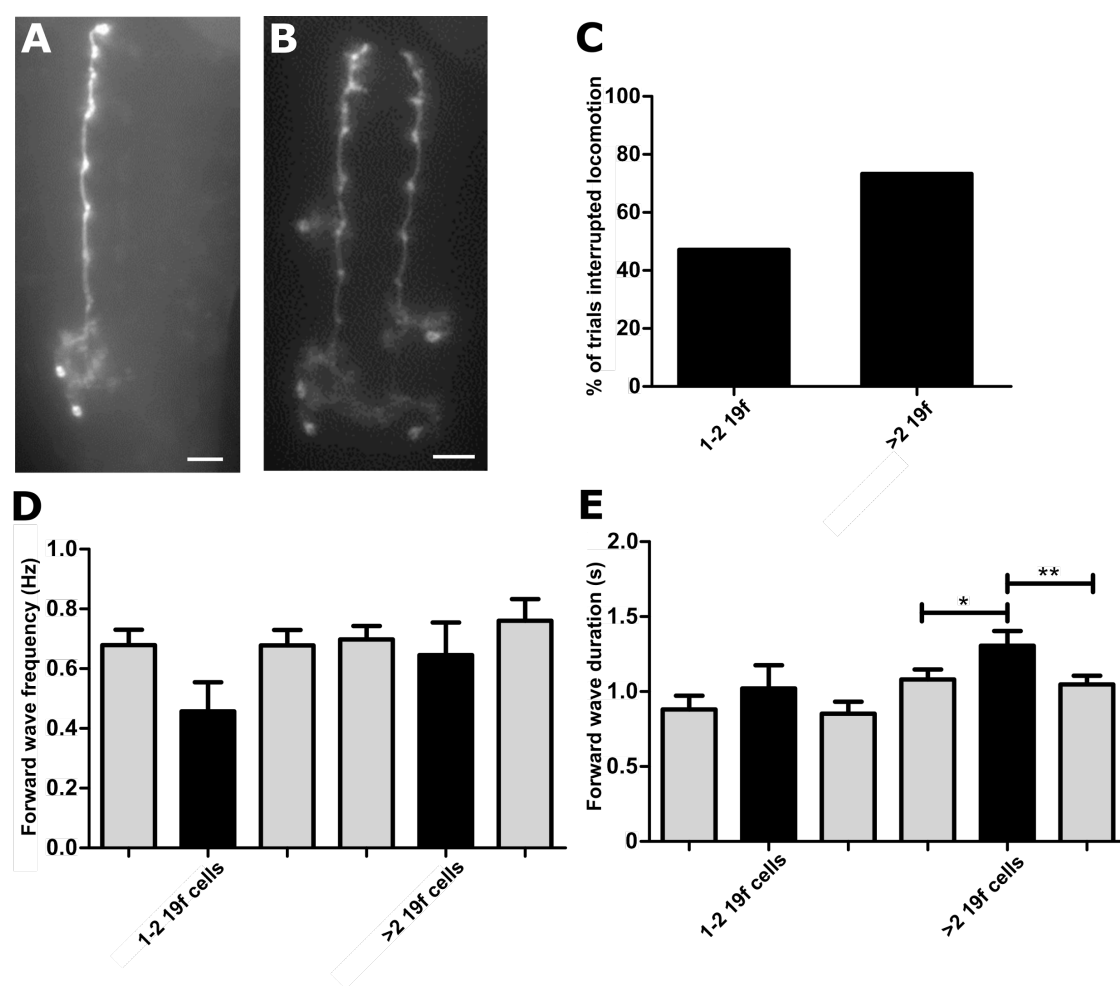 A
B
C
% of trials interrupted locomotion
100
80
60
40
20
0
1-2 19f
>2 19f
D
Forward wave frequency (Hz)
1.0
0.8
0.6
0.4
0.2
0.0
1-2 19f cells
>2 19f cells
E
Forward wave duration (s)
2.0
1.5
1.0
0.5
0
*
**
1-2 19f cells
>2 19f cells